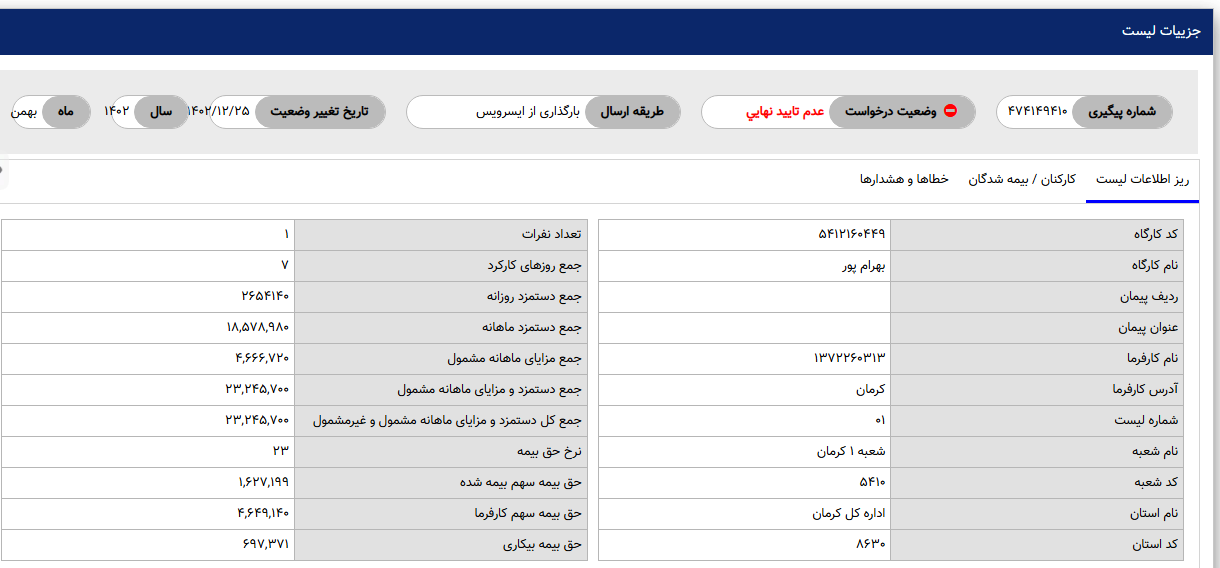 جزییات لیست
شماره پیگیری ۴۷۴۱۴۹۴۱۰ وضعیت درخواست عدم تایید نهایي طریقه ارسال بارگذاری از ایسرویس تاریخ تغییر وضعیت ۱۴۰۲/۱۲/۲۵ سال ۱۴۰۲ ماه بهمن
ریز اطلاعات لیست کارکنان / بیمه شدگان خطاها و هشدارها
کد کارگاه ۵۴۱۲۱۶۰۴۴۹ تعداد نفرات ۱
نام کارگاه بهرام پور جمع روزهای کارکرد ۷
ردیف پیمان جمع دستمزد روزانه ۲۶۵۴۱۴۰
عنوان پیمان جمع دستمزد ماهانه ۱۸,۵۷۸,۹۸۰
نام کارفرما ۱۳۷۲۲۶۰۳۱۳ جمع مزایای ماهانه مشمول ۴,۶۶۶,۷۲۰
آدرس کارفرما کرمان جمع دستمزد و مزایای ماهانه مشمول ۲۳,۲۴۵,۷۰۰
شماره لیست ۰۱ جمع کل دستمزد و مزایای ماهانه مشمول و غیرمشمول ۲۳,۲۴۵,۷۰۰
نام شعبه شعبه ۱ کرمان نرخ حق بیمه ۲۳
کد شعبه ۵۴۱۰ حق بیمه سهم بیمه شده ۱,۶۲۷,۱۹۹
نام استان اداره کل کرمان حق بیمه سهم کارفرما ۴,۶۴۹,۱۴۰
کد استان ۸۶۳۰ حق بیمه بیکاری ۶۹۷,۳۷۱